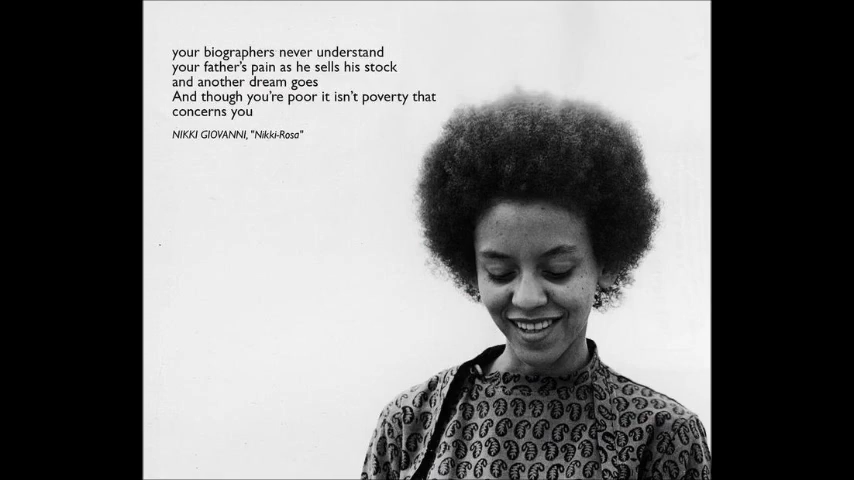 your biographers never understand
your father's pain as he sells his stock
and another dream goes
And though you're poor it isn't poverty that
concerns you
NIKKI GIOVANNI, "Nikki-Rosa"